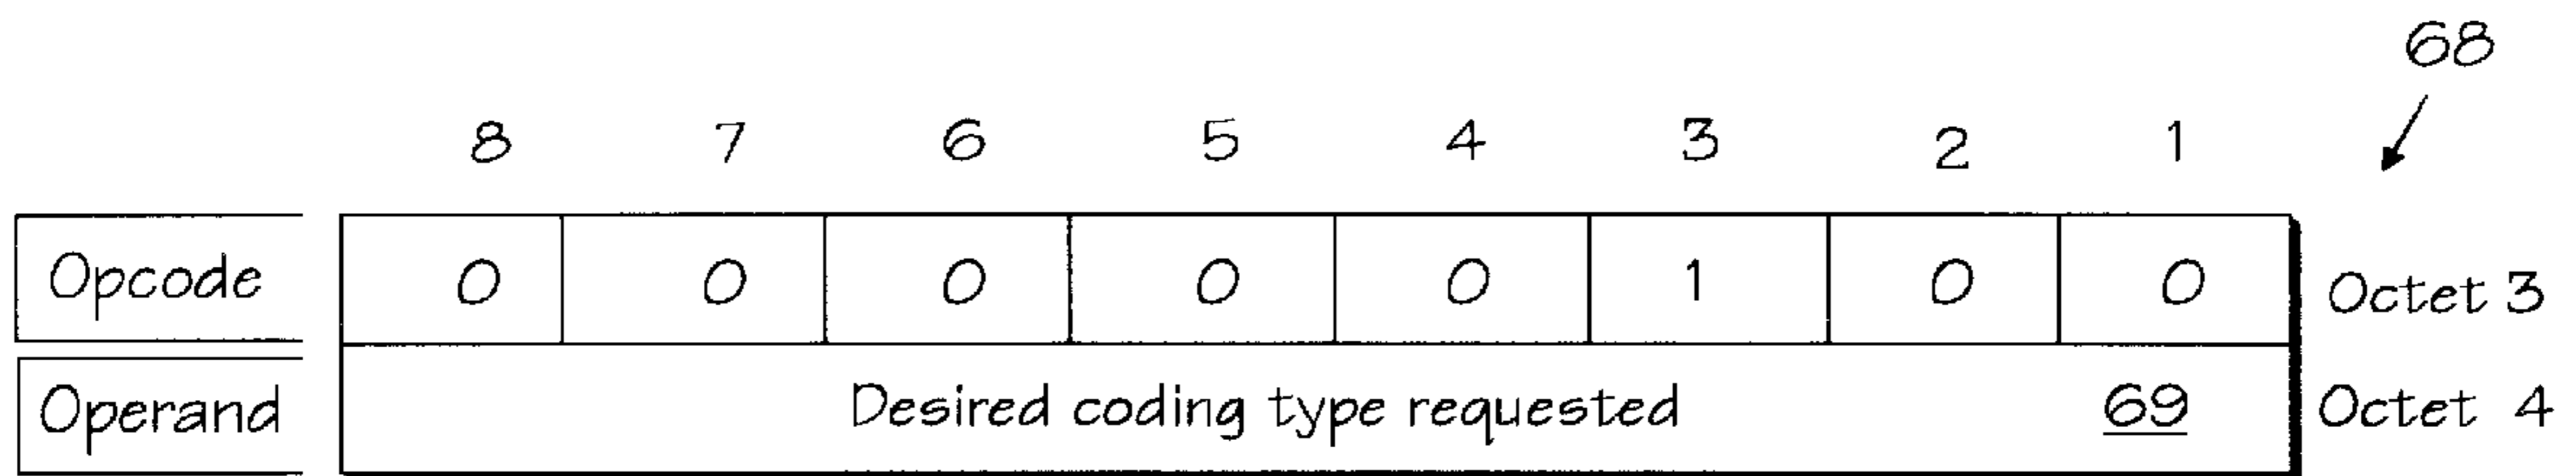 68
8 7 6 5 4 3 2 1
Opcode 0 0 0 0 0 1 0 0 Octet 3
Operand Desired coding type requested 69 Octet 4